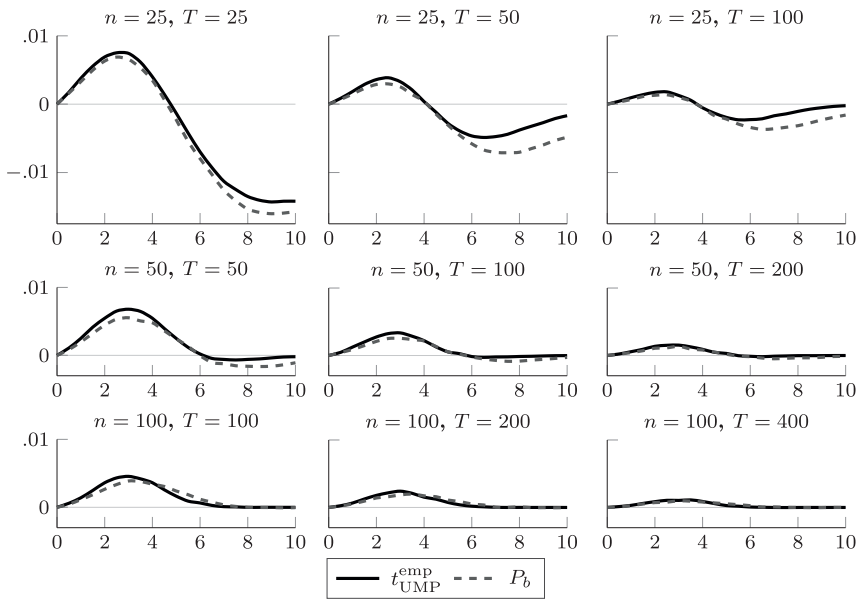 n = 25, T = 25 n = 25, T = 50 n = 25, T = 100
.01
0
−.01
0 2 4 6 8 10 0 2 4 6 8 10 0 2 4 6 8 10
n = 50, T = 50 n = 50, T = 100 n = 50, T = 200
.01
0
0 2 4 6 8 10 0 2 4 6 8 10 0 2 4 6 8 10
n = 100, T = 100 n = 100, T = 200 n = 100, T = 400
.01
0
0 2 4 6 8 10 0 2 4 6 8 10 0 2 4 6 8 10
t_UMP^emp P_b